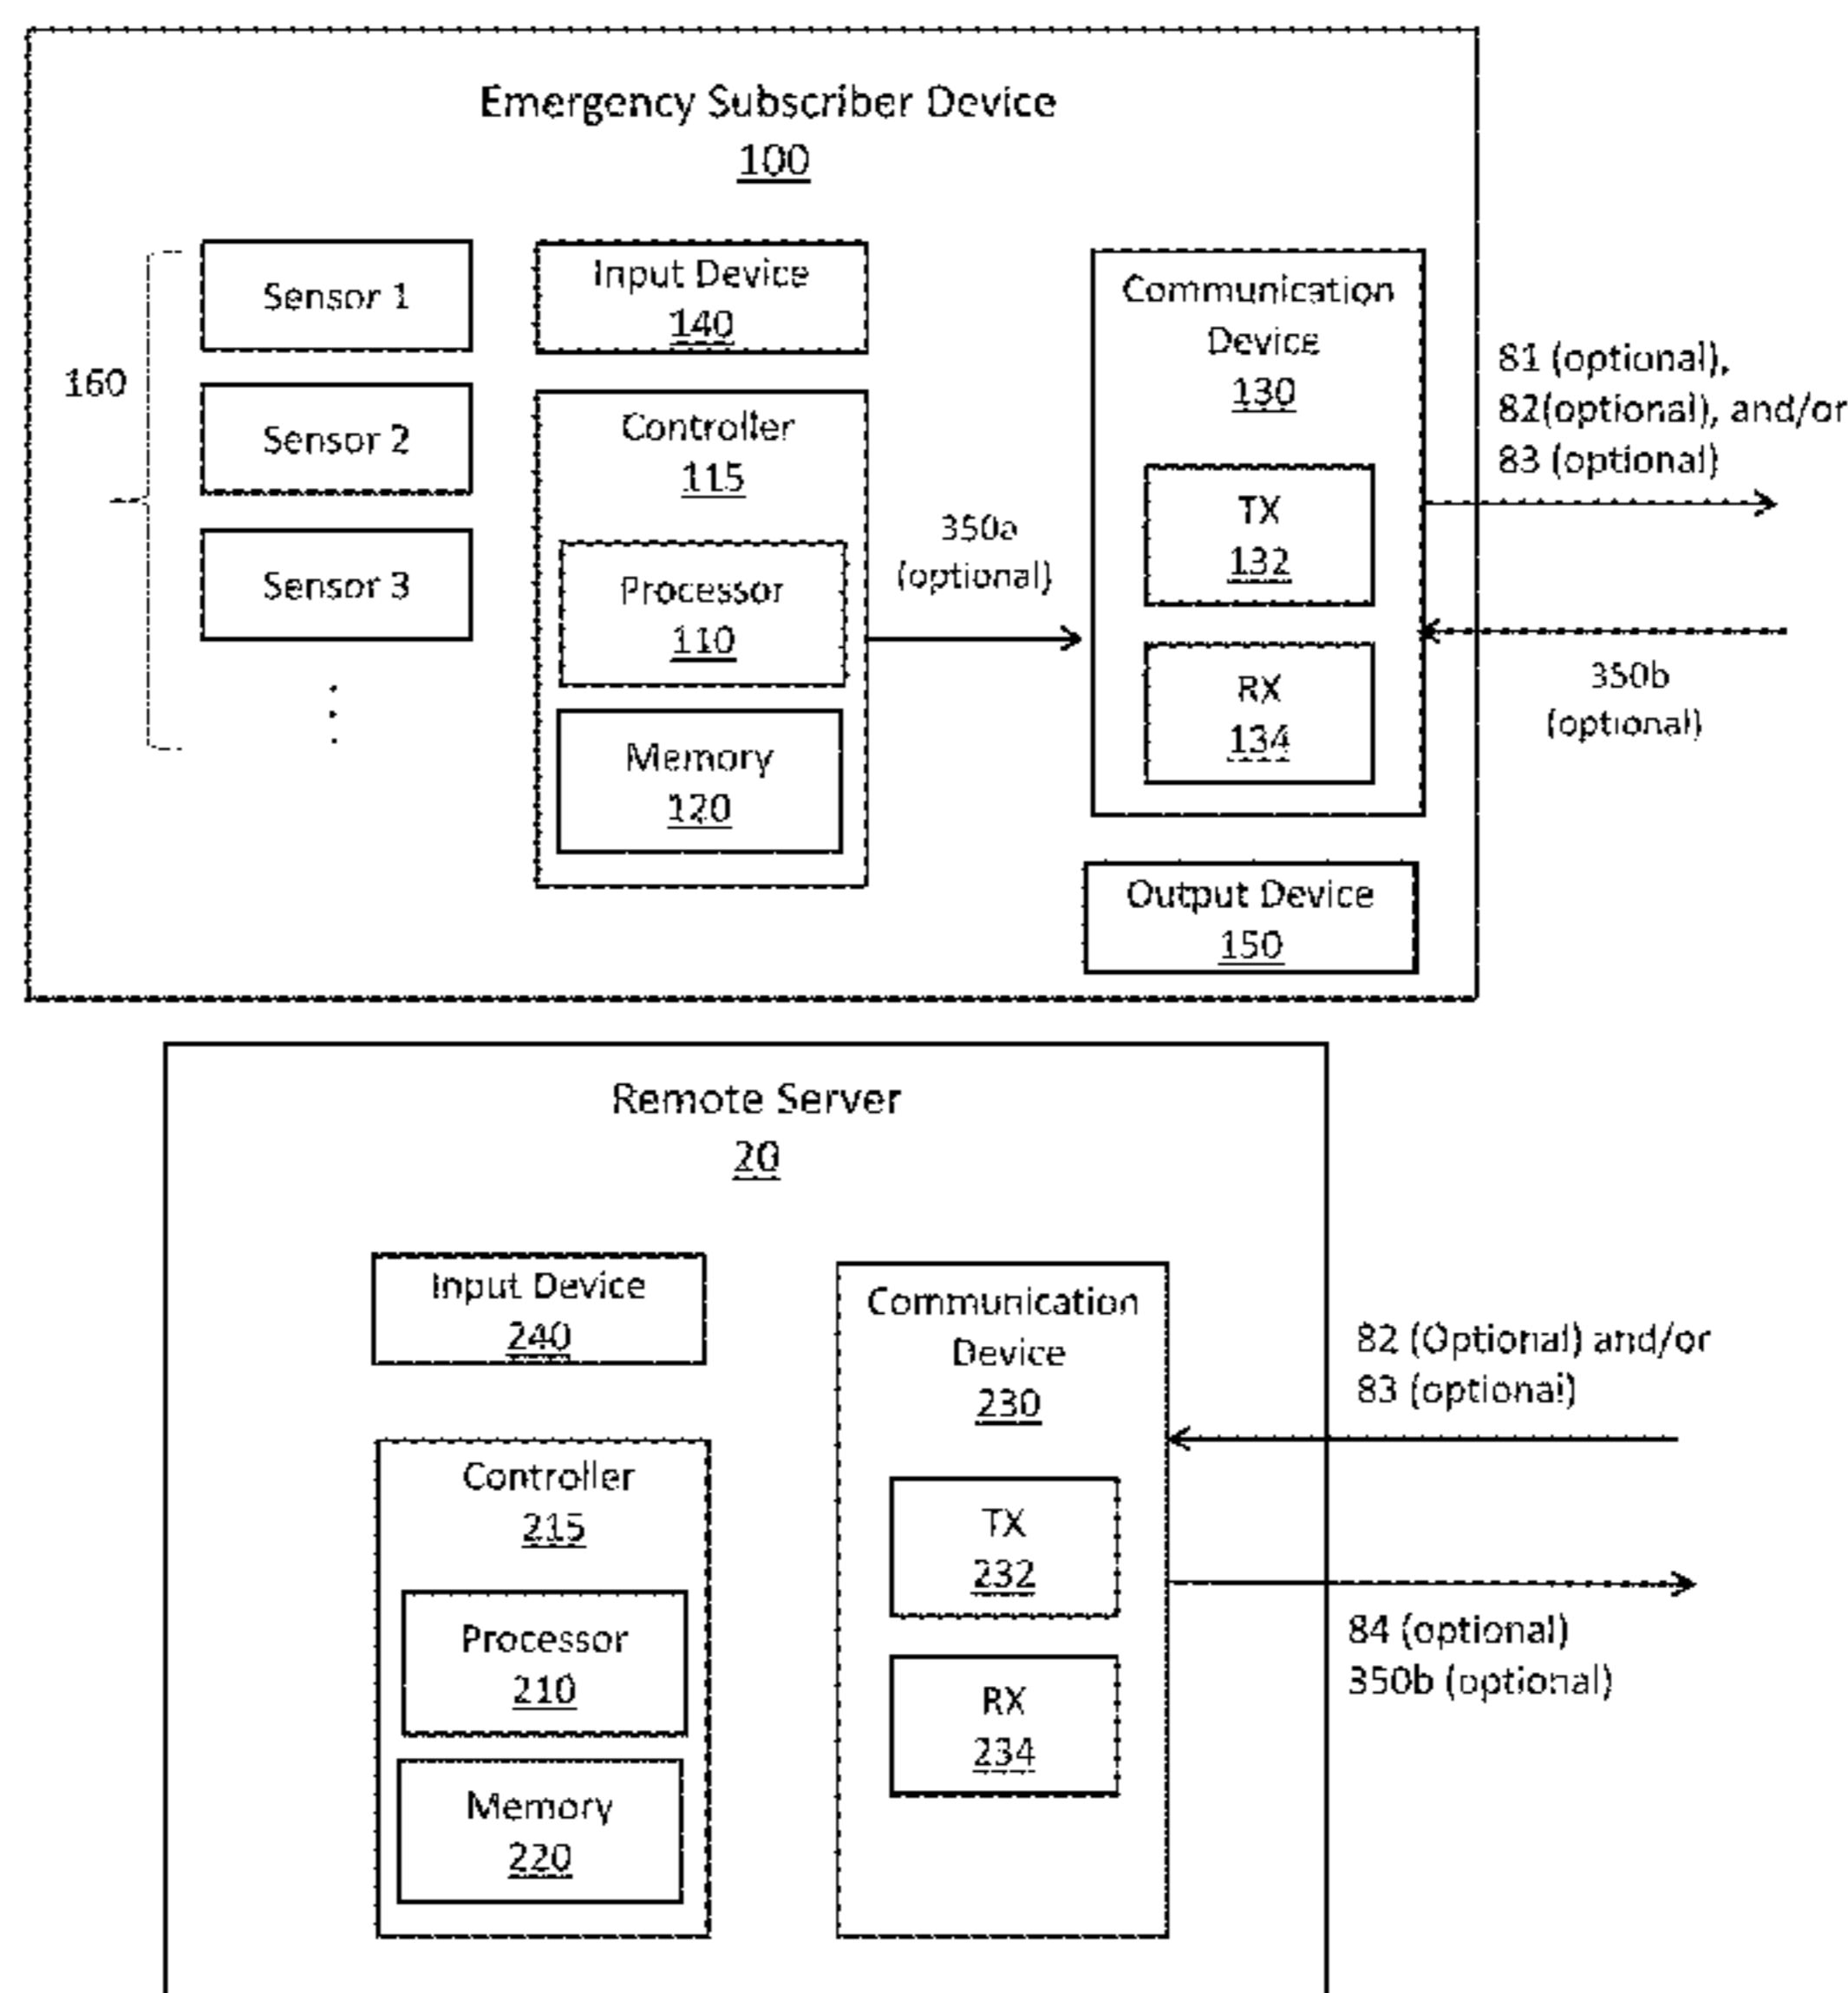 Emergency Subscriber Device
100
160
Sensor 1
Sensor 2
Sensor 3
Input Device
140
Controller
115
Processor
110
Memory
120
350a
(optional)
Communication
Device
130
TX
132
RX
134
Output Device
150
81 (optional),
82(optional), and/or
83 (optional)
350b
(optional)
Remote Server
20
Input Device
240
Controller
215
Processor
210
Memory
220
Communication
Device
230
TX
232
RX
234
82 (Optional) and/or
83 (optional)
84 (optional)
350b (optional)